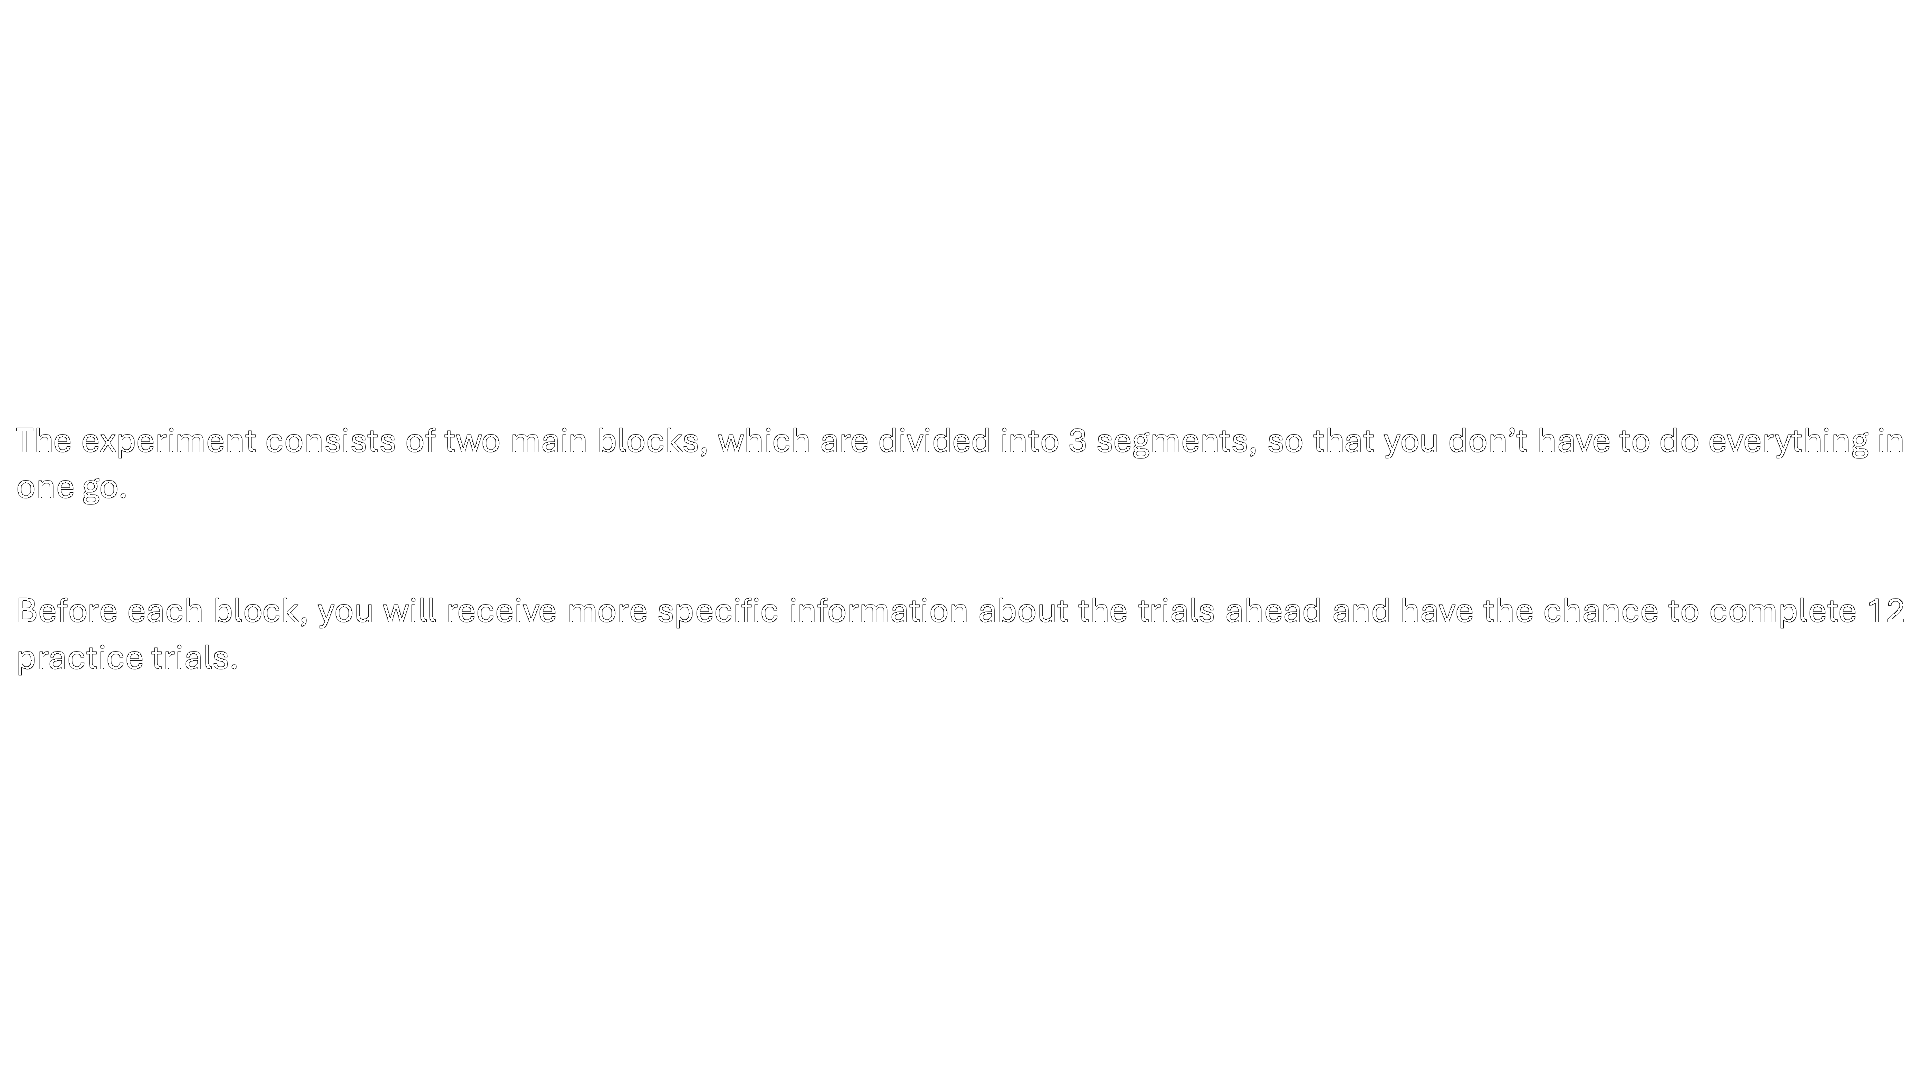 The experiment consists of two main blocks, which are divided into 3 segments, so that you don’t have to do everything in
one go.
Before each block, you will receive more specific information about the trials ahead and have the chance to complete 12
practice trials.